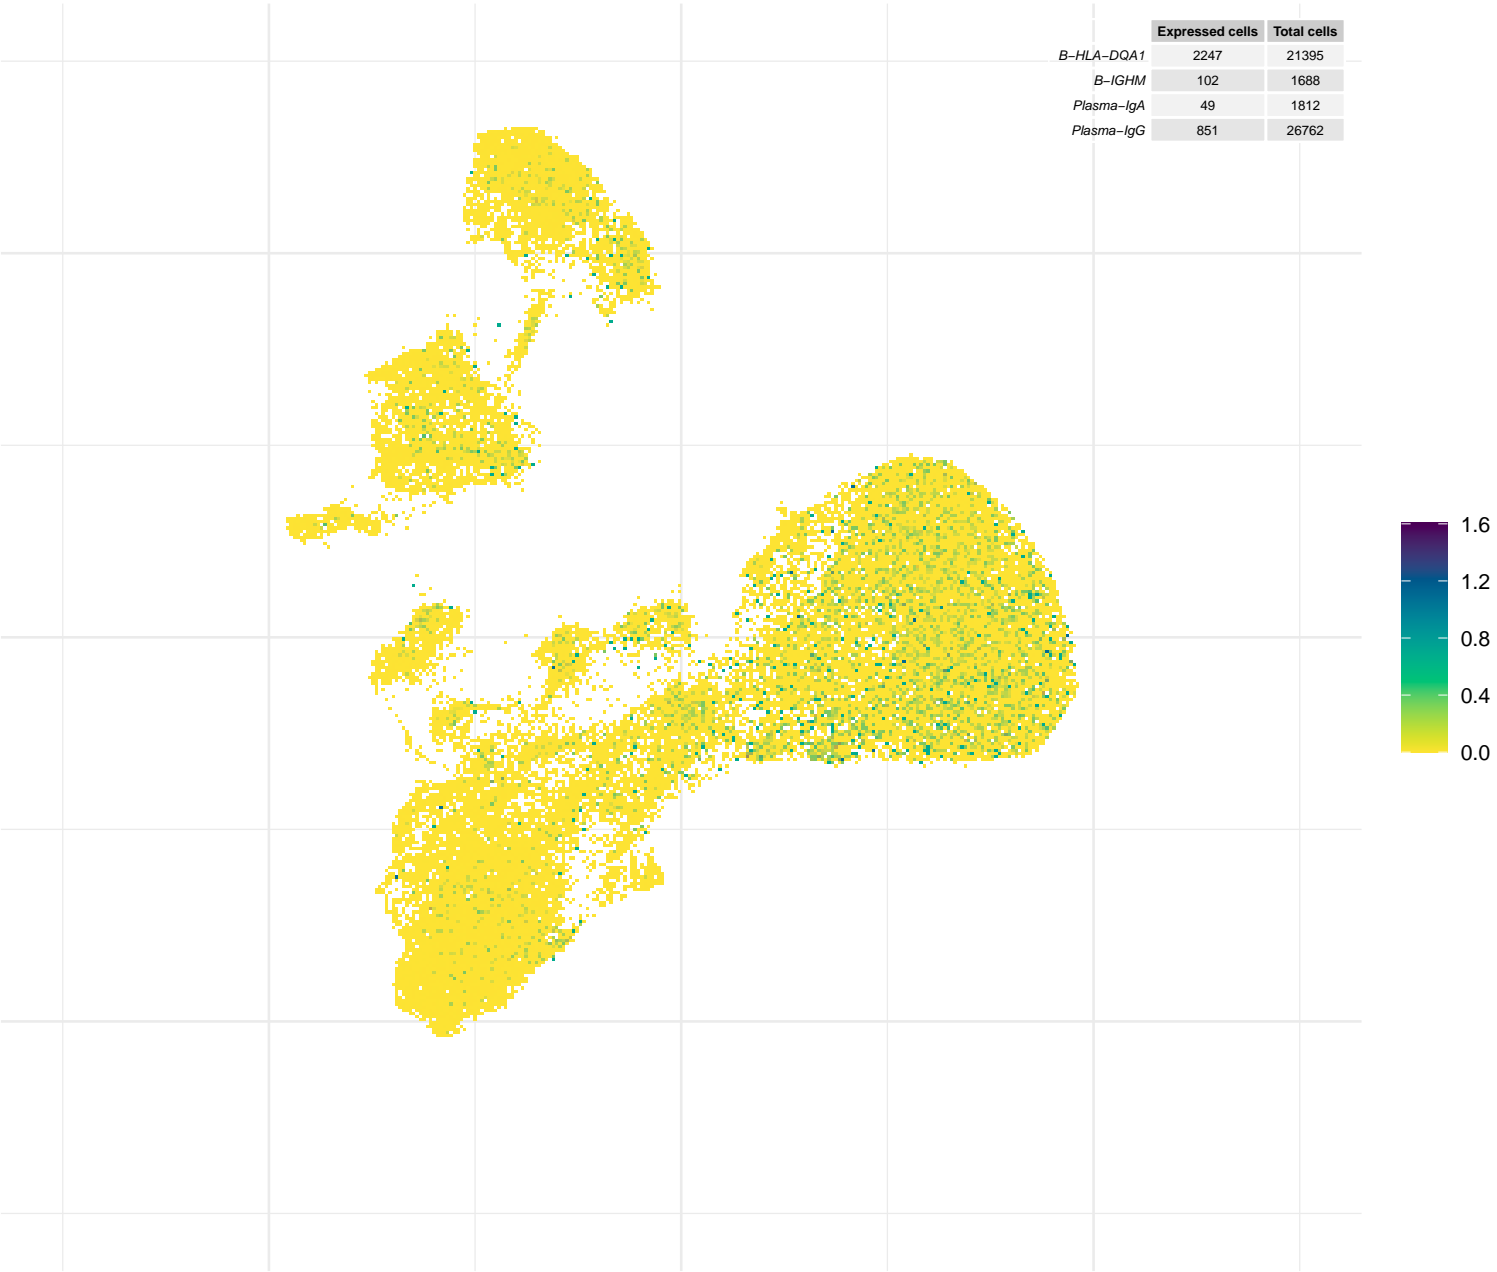 Expressed cells Total cells
B−HLA−DQA1 2247 21395
B−IGHM 102 1688
Plasma−IgA 49 1812
Plasma−IgG 851 26762
1.6
1.2
0.8
0.4
0.0